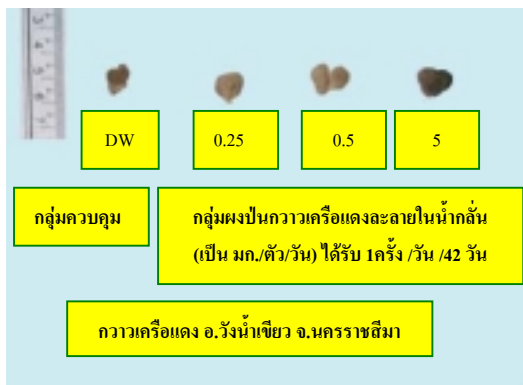 DW
0.25
0.5
5
กลุ่มควบคุม
กลุ่มผงป่นกวาวเครือแดงละลายในน้ำกลั่น
(เป็น มก./ตัว/วัน) ได้รับ 1ครั้ง /วัน /42 วัน
กวาวเครือแดง อ.วังน้ำเขียว จ.นครราชสีมา